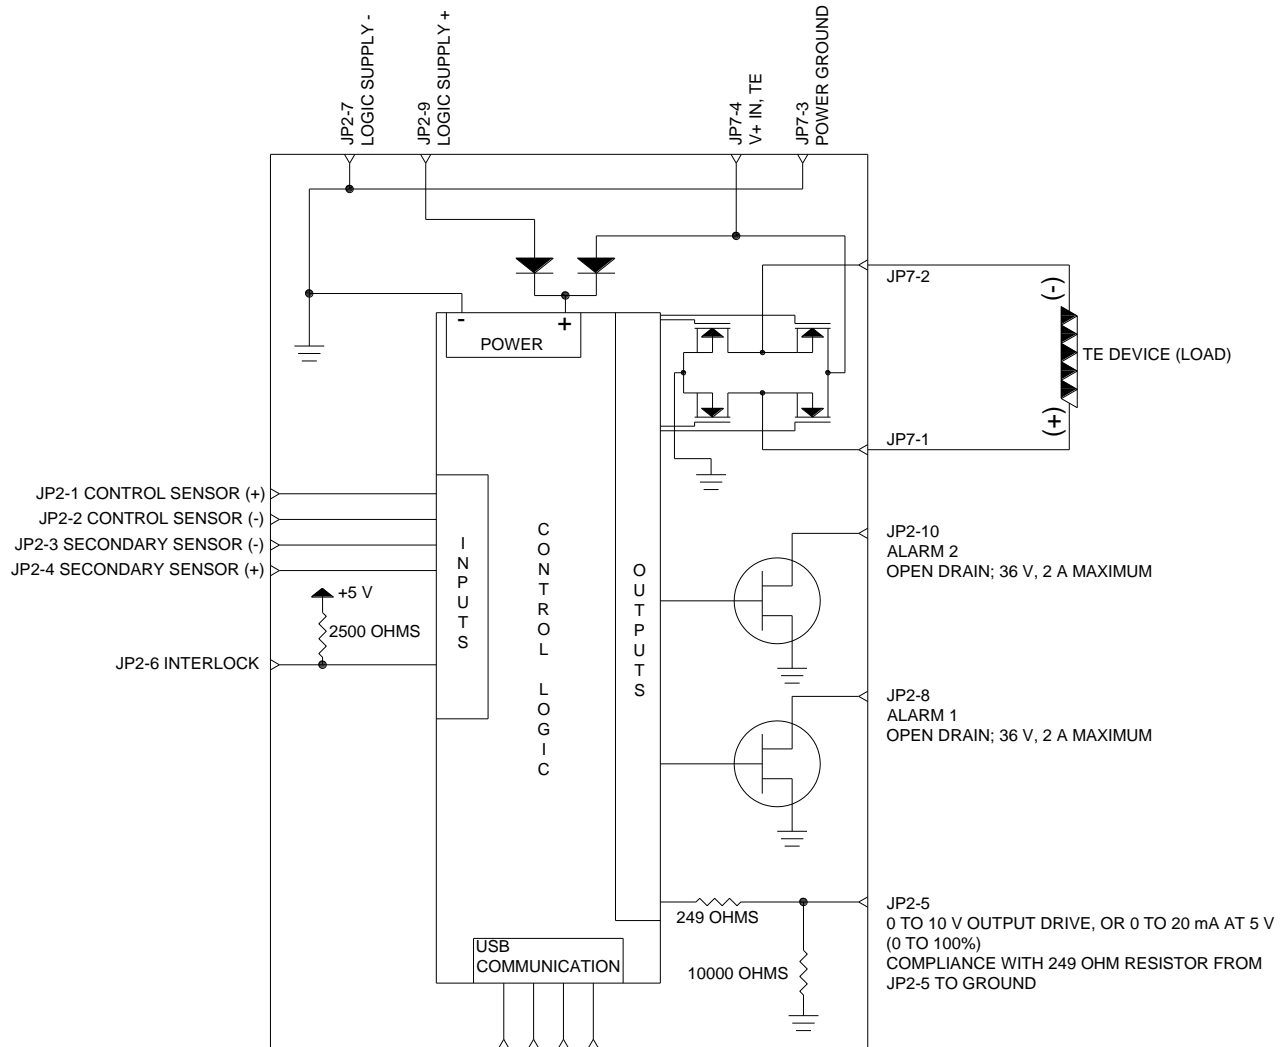 JP2-7
LOGIC SUPPLY -
JP2-9
LOGIC SUPPLY +
JP7-4
V+ IN, TE
JP7-3
POWER GROUND
JP7-2
(-)
- +
POWER
TE DEVICE (LOAD)
(+)
JP7-1
JP2-1 CONTROL SENSOR (+)
JP2-2 CONTROL SENSOR (-)
JP2-3 SECONDARY SENSOR (-)
JP2-4 SECONDARY SENSOR (+)
+5 V
2500 OHMS
JP2-6 INTERLOCK
INPUTS
CONTROL LOGIC
OUTPUTS
JP2-10
ALARM 2
OPEN DRAIN; 36 V, 2 A MAXIMUM
JP2-8
ALARM 1
OPEN DRAIN; 36 V, 2 A MAXIMUM
249 OHMS
10000 OHMS
JP2-5
0 TO 10 V OUTPUT DRIVE, OR 0 TO 20 mA AT 5 V
(0 TO 100%)
COMPLIANCE WITH 249 OHM RESISTOR FROM
JP2-5 TO GROUND
USB
COMMUNICATION